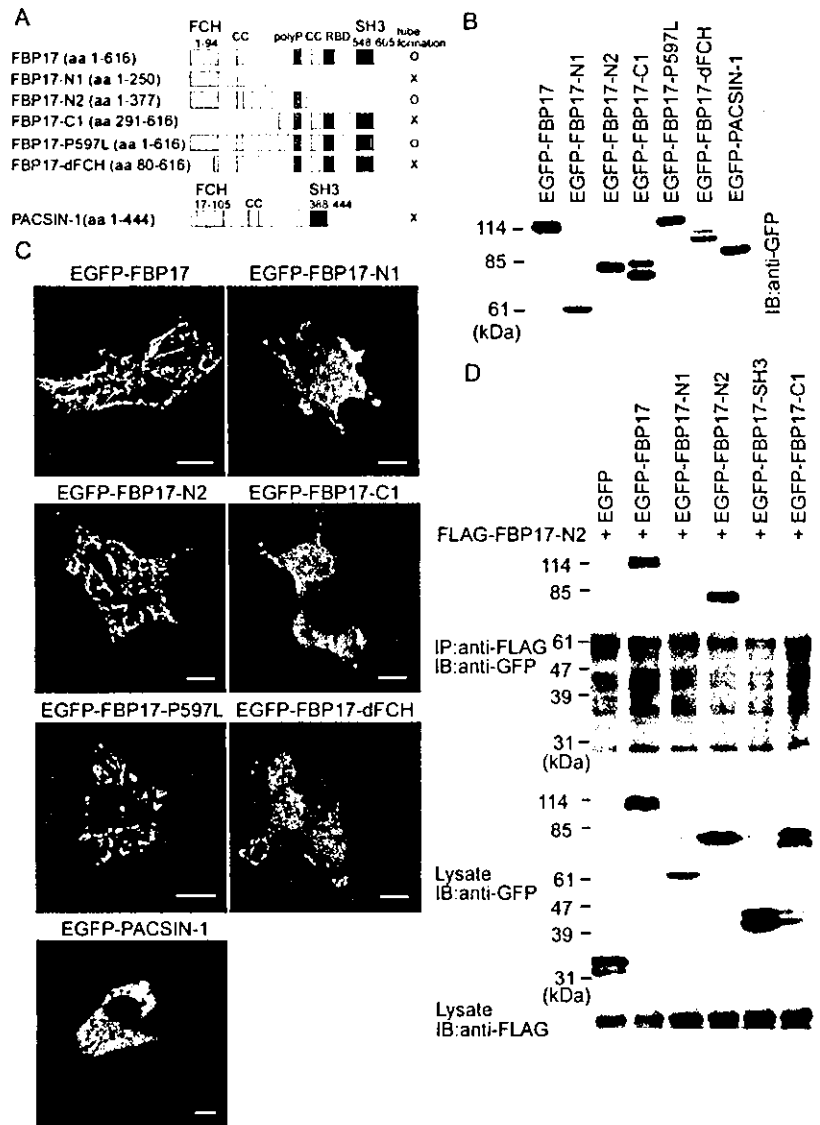 A
FCH
1-94
CC
polyP
CC
RBD
SH3
548 605
tube
formation
FBP17 (aa 1-616)
O
FBP17-N1 (aa 1-250)
X
FBP17-N2 (aa 1-377)
O
FBP17-C1 (aa 291-616)
X
FBP17-P597L (aa 1-616)
O
FBP17-dFCH (aa 80-616)
X
FCH
17-105
CC
SH3
388 444
PACSIN-1(aa 1-444)
X
B
EGFP-FBP17
EGFP-FBP17-N1
EGFP-FBP17-N2
EGFP-FBP17-C1
EGFP-FBP17-P597L
EGFP-FBP17-dFCH
EGFP-PACSIN-1
114
85
61
(kDa)
IB:anti-GFP
C
EGFP-FBP17
EGFP-FBP17-N1
EGFP-FBP17-N2
EGFP-FBP17-C1
EGFP-FBP17-P597L
EGFP-FBP17-dFCH
EGFP-PACSIN-1
D
EGFP
EGFP-FBP17
EGFP-FBP17-N1
EGFP-FBP17-N2
EGFP-FBP17-SH3
EGFP-FBP17-C1
FLAG-FBP17-N2 + + + + + +
114
85
61
47
39
31
(kDa)
IP:anti-FLAG
IB:anti-GFP
114
85
61
47
39
31
(kDa)
Lysate
IB:anti-GFP
Lysate
IB:anti-FLAG